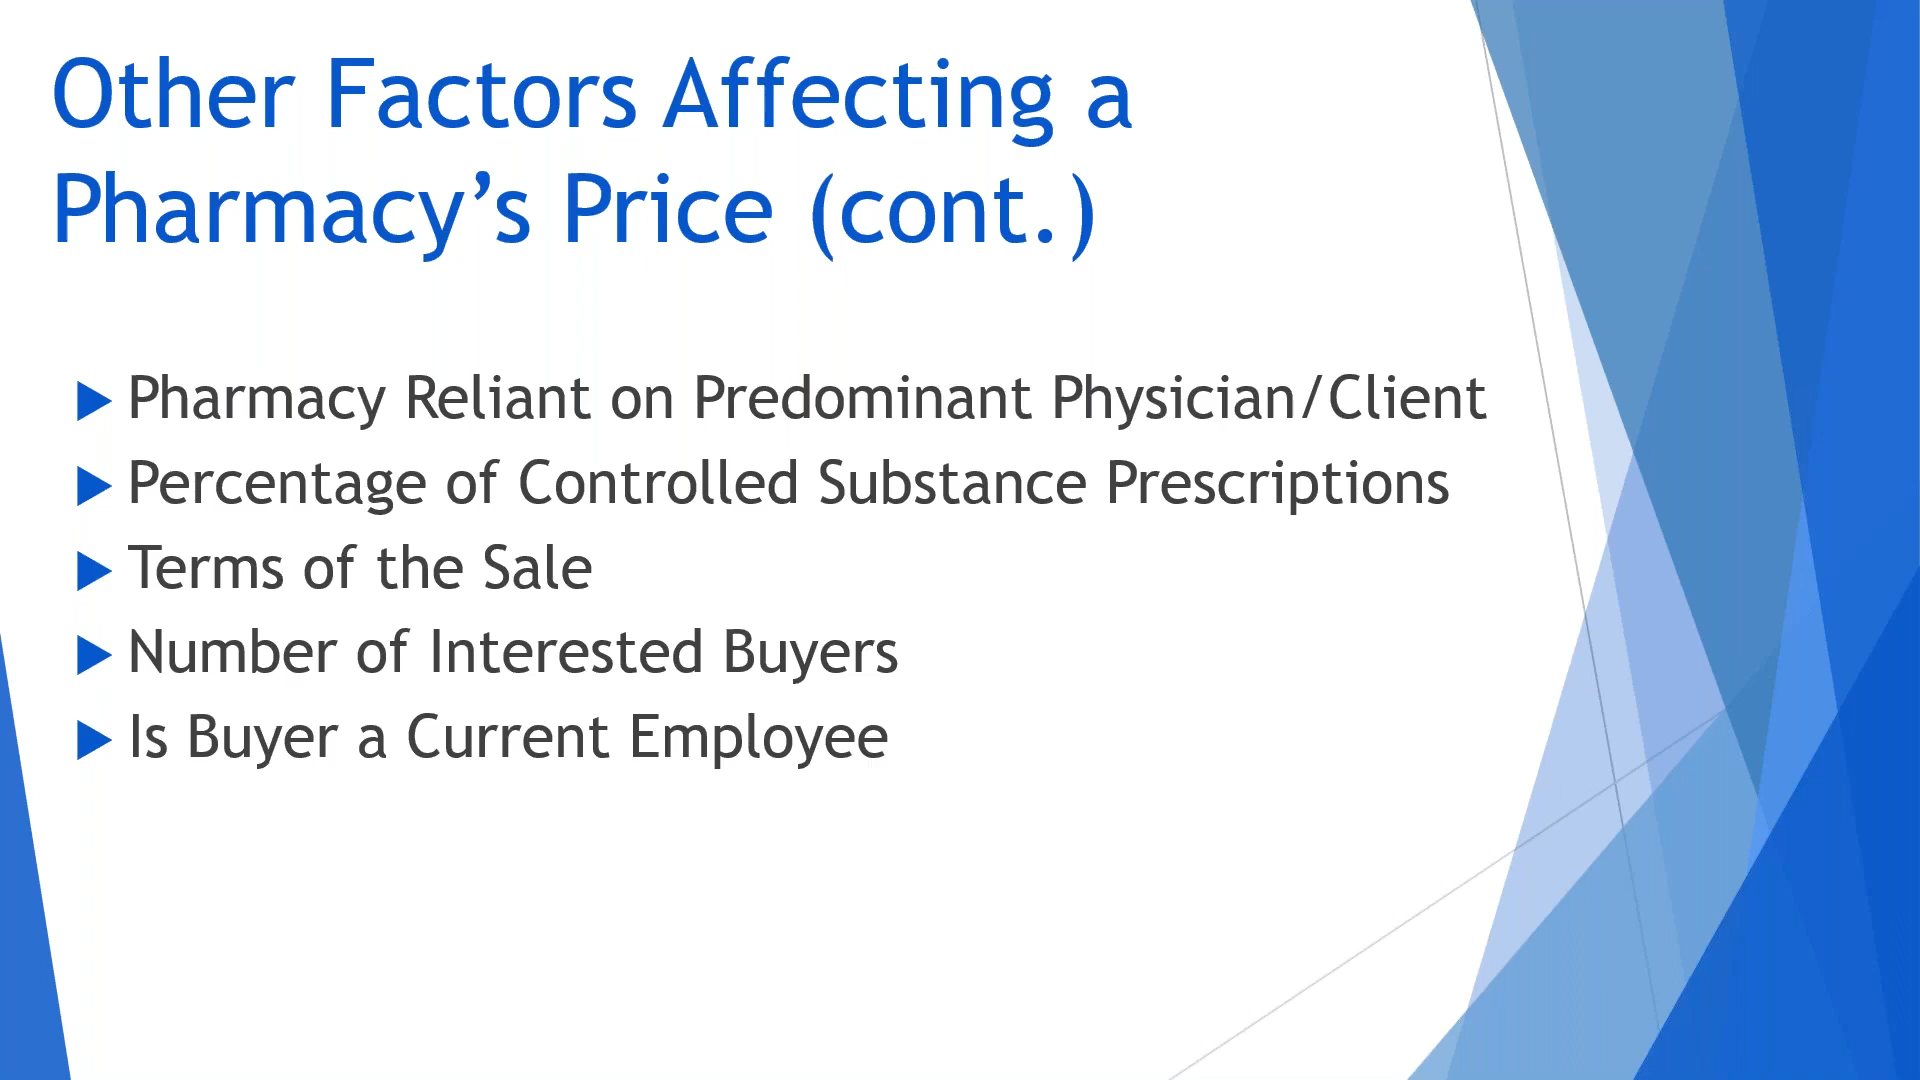 Other Factors Affecting a
Pharmacy’s Price (cont.)
Pharmacy Reliant on Predominant Physician/Client
Percentage of Controlled Substance Prescriptions
Terms of the Sale
Number of Interested Buyers
Is Buyer a Current Employee